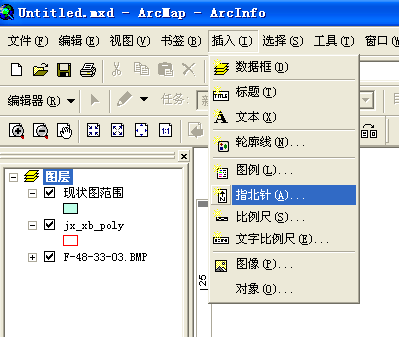 Untitled.mxd - ArcMap - ArcInfo
文件(F) 编辑(E) 视图(V) 书签(B) 插入(I) 选择(S) 工具(T) 窗口
数据框(D)
标题(T)
编辑器(R) 任务:
文本(X)
1:1
轮廓线(N)...
图层
图例(L)...
现状图范围
指北针(A)...
比例尺(S)...
jx_xb_poly
文字比例尺(E)...
F-48-33-03.BMP
图像(P)...
25
对象(O)...